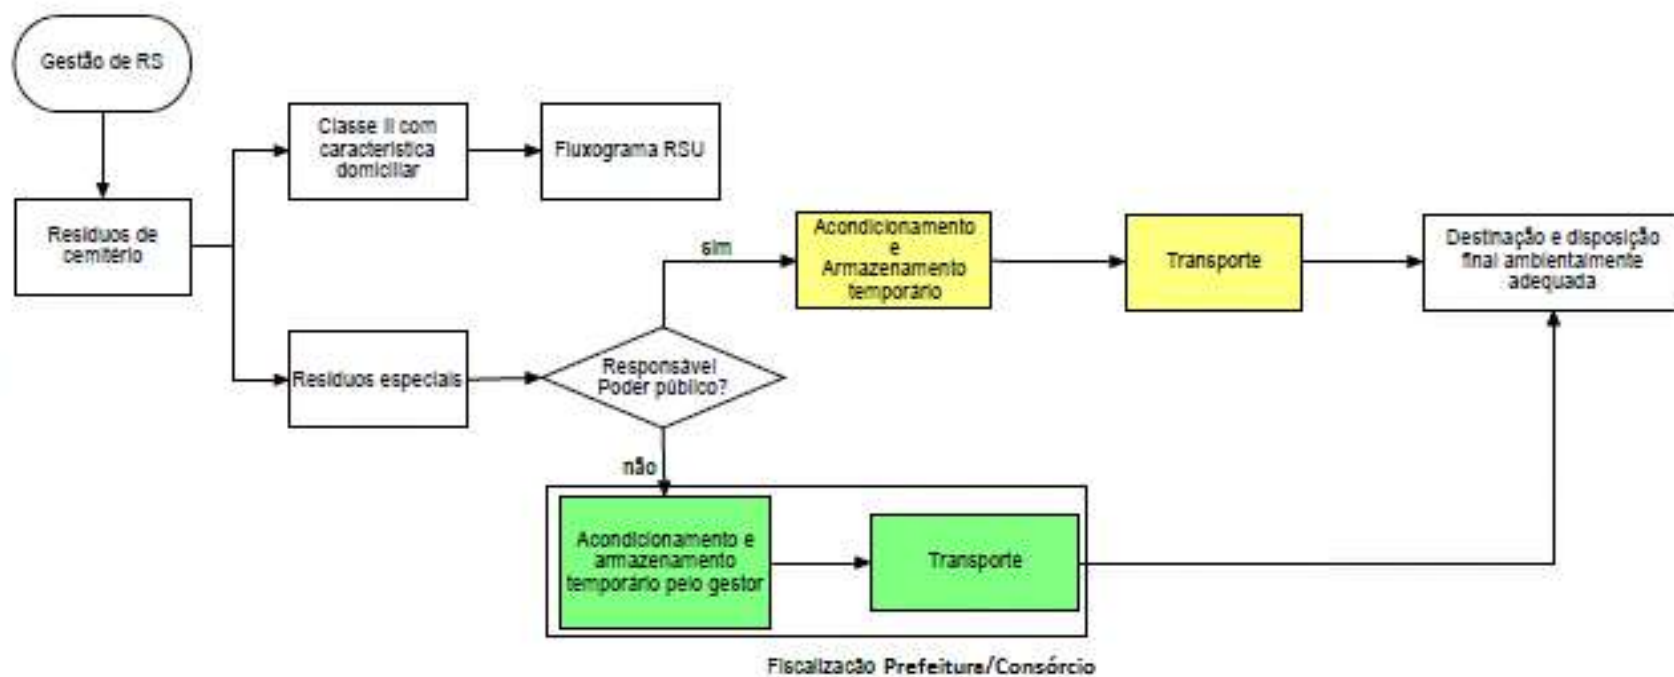 Gestão de RS
Resíduos de
cemitério
Classe II com
característica
domiciliar
Fluxograma RSU
Resíduos especiais
Responsável
Poder público?
sim
Acondicionamento
e
Armazenamento
temporário
Transporte
Destinação e disposição
final ambientalmente
adequada
não
Acondicionamento e
armazenamento
temporário pelo gestor
Transporte
Fiscalização Prefeitura/Consórcio